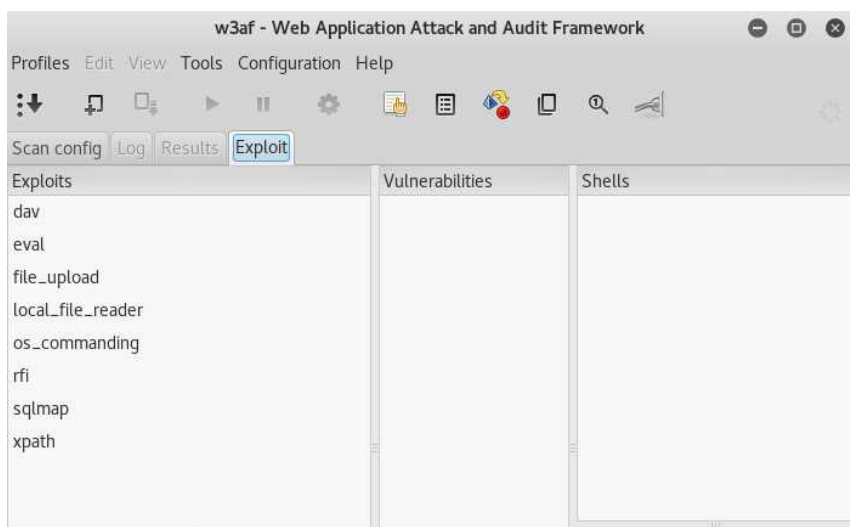 w3af - Web Application Attack and Audit Framework
Profiles Edit View Tools Configuration Help
Scan config Log Results Exploit
Exploits Vulnerabilities Shells
dav
eval
file_upload
local_file_reader
os_commanding
rfi
sqlmap
xpath